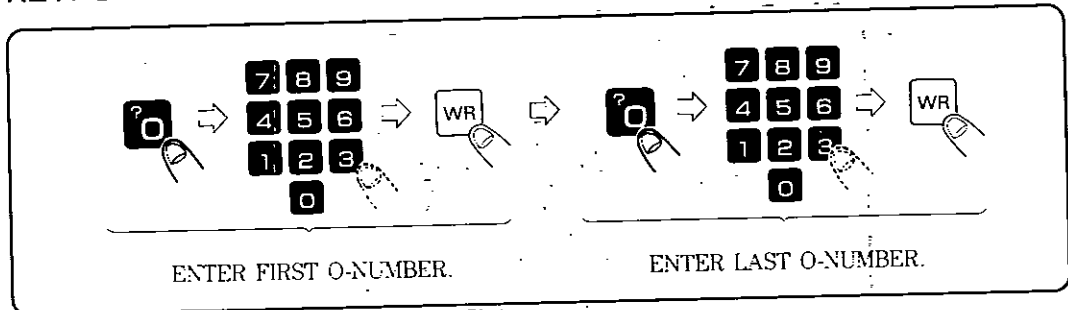 7 8 9 7 8 9
? O 4 5 6 WR ? O 4 5 6 WR
1 2 3 1 2 3
0 0
ENTER FIRST O-NUMBER. ENTER LAST O-NUMBER.